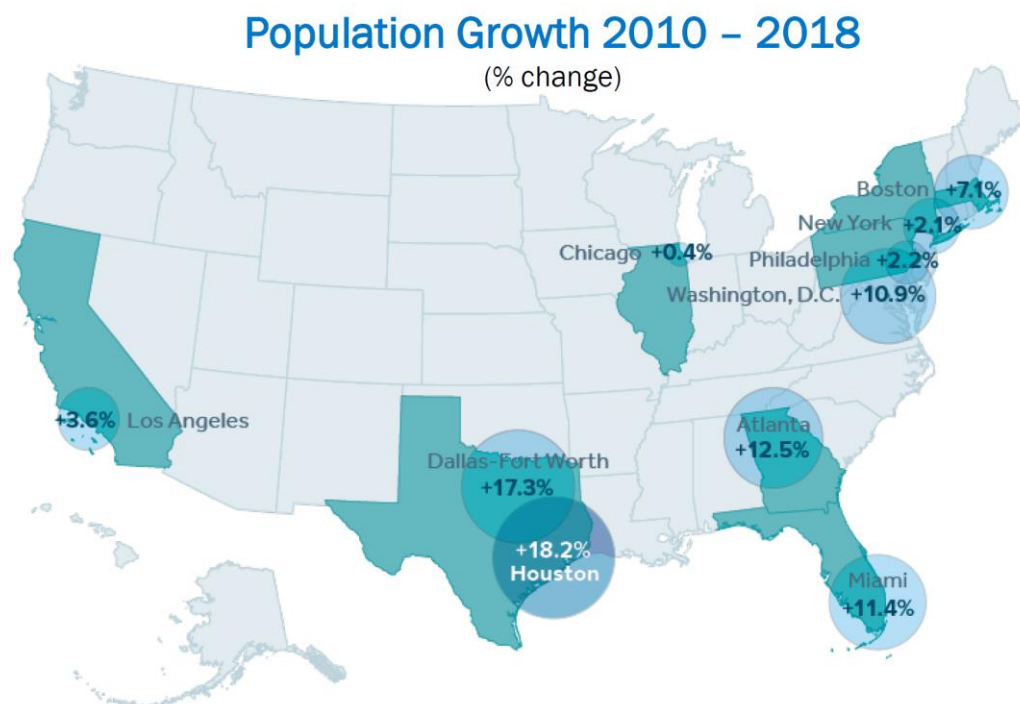 Population Growth 2010 – 2018
(% change)
Boston +7.1%
New York +2.1%
Chicago +0.4%
Philadelphia +2.2%
Washington, D.C. +10.9%
+3.6% Los Angeles
Atlanta
+12.5%
Dallas-Fort Worth
+17.3%
+18.2%
Houston
Miami
+11.4%